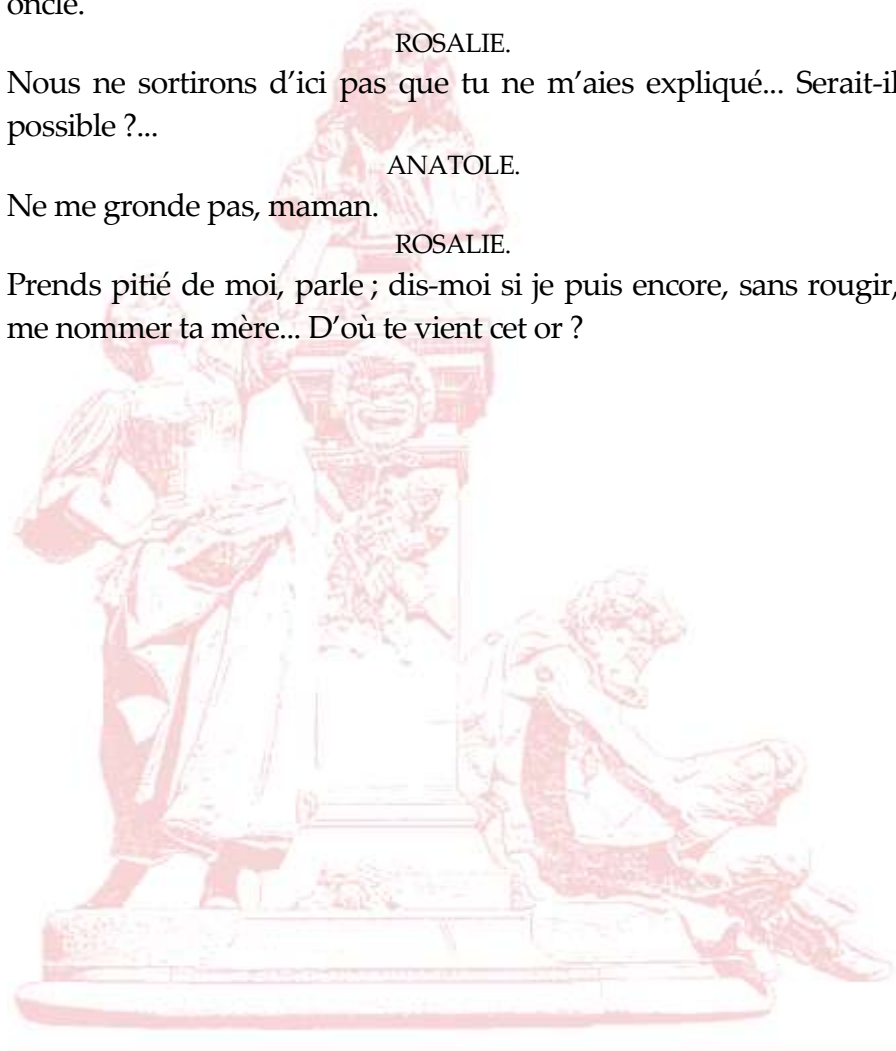 oncle.
ROSALIE.
Nous ne sortirons d’ici pas que tu ne m’aies expliqué... Serait-il
possible ?...
ANATOLE.
Ne me gronde pas, maman.
ROSALIE.
Prends pitié de moi, parle ; dis-moi si je puis encore, sans rougir,
me nommer ta mère... D’où te vient cet or ?